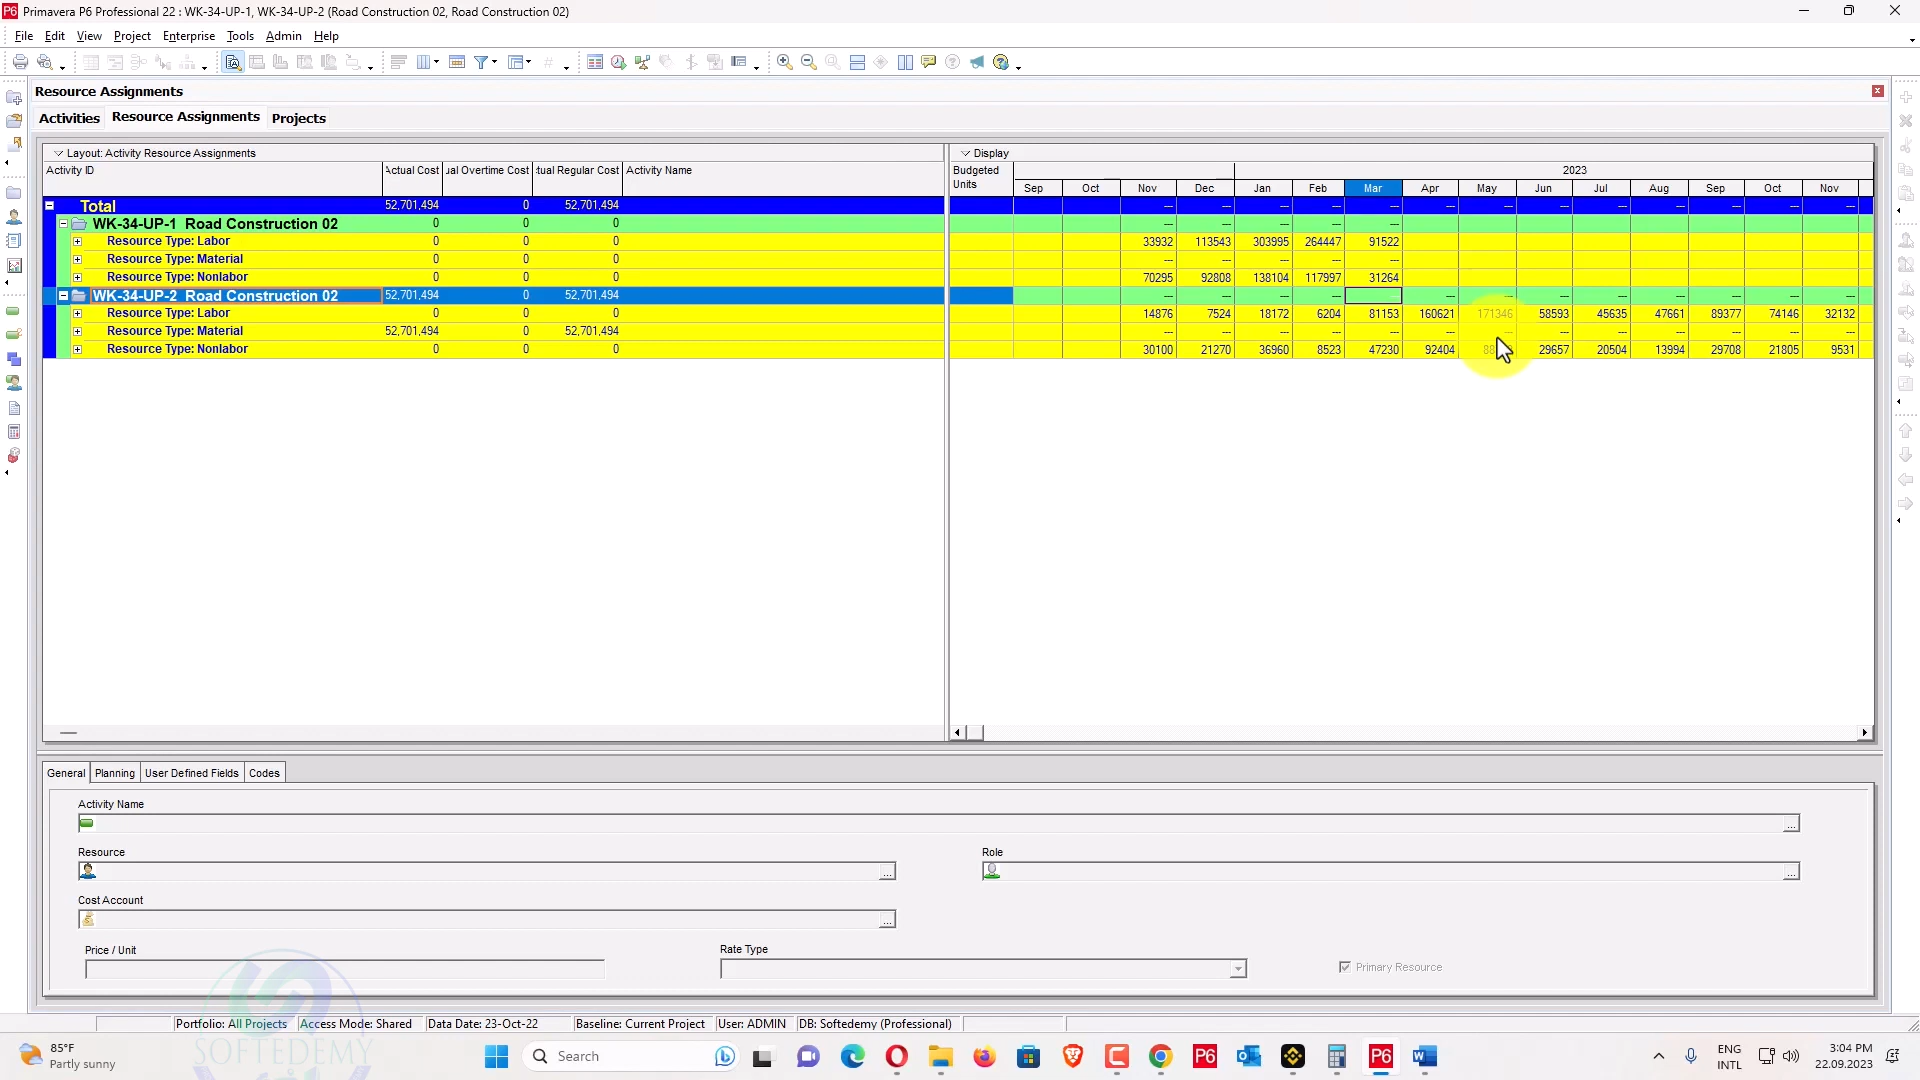 Primavera P6 Professional 22 : WK-34-UP-1, WK-34-UP-2 (Road Construction 02, Road Construction 02)
File Edit View Project Enterprise Tools Admin Help
Resource Assignments
Activities Resource Assignments Projects
Layout: Activity Resource Assignments
Activity ID Actual Cost ual Overtime Cost tual Regular Cost Activity Name
Display
Budgeted Units 2023
Sep Oct Nov Dec Jan Feb Mar Apr May Jun Jul Aug Sep Oct Nov
Total 52,701,494 0 52,701,494 -- -- -- -- -- -- -- -- -- -- -- -- --
WK-34-UP-1 Road Construction 02 0 0 0 -- -- -- -- --
Resource Type: Labor 0 0 0 33932 113543 303995 264447 91522
Resource Type: Material 0 0 0 -- -- -- -- --
Resource Type: Nonlabor 0 0 0 70295 92808 138104 117997 31264
WK-34-UP-2 Road Construction 02 52,701,494 0 52,701,494 -- -- -- -- -- -- -- -- -- -- -- -- --
Resource Type: Labor 0 0 0 14876 7524 18172 6204 81153 160621 171346 58593 45635 47661 89377 74146 32132
Resource Type: Material 52,701,494 0 52,701,494 -- -- -- -- -- -- -- -- -- -- -- -- --
Resource Type: Nonlabor 0 0 0 30100 21270 36960 8523 47230 92404 29657 20504 13994 29708 21805 9531
General Planning User Defined Fields Codes
Activity Name
Resource Role
Cost Account
Price / Unit Rate Type Primary Resource
Portfolio: All Projects Access Mode: Shared Data Date: 23-Oct-22 Baseline: Current Project User: ADMIN DB: Softedemy (Professional)
SOFTEDEMY
85°F
Partly sunny
Search
ENG
INTL
3:04 PM
22.09.2023